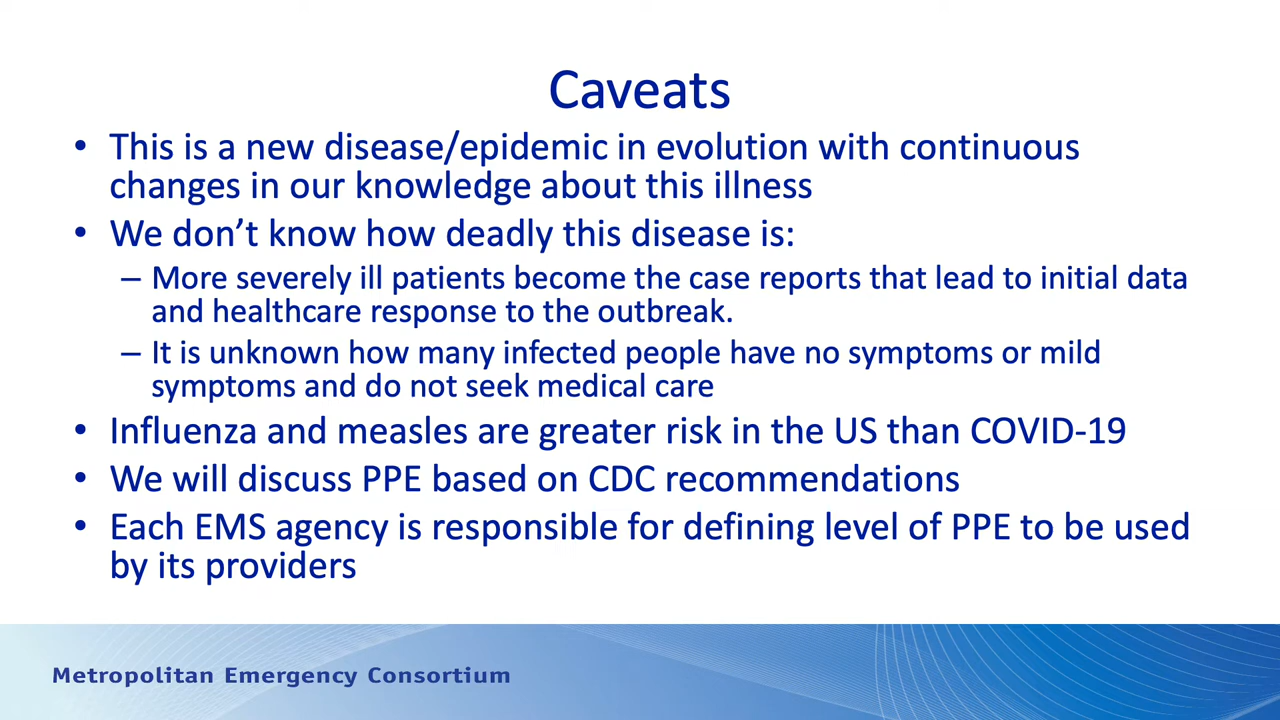 Caveats
• This is a new disease/epidemic in evolution with continuous
changes in our knowledge about this illness
• We don’t know how deadly this disease is:
– More severely ill patients become the case reports that lead to initial data
and healthcare response to the outbreak.
– It is unknown how many infected people have no symptoms or mild
symptoms and do not seek medical care
• Influenza and measles are greater risk in the US than COVID-19
• We will discuss PPE based on CDC recommendations
• Each EMS agency is responsible for defining level of PPE to be used
by its providers
Metropolitan Emergency Consortium